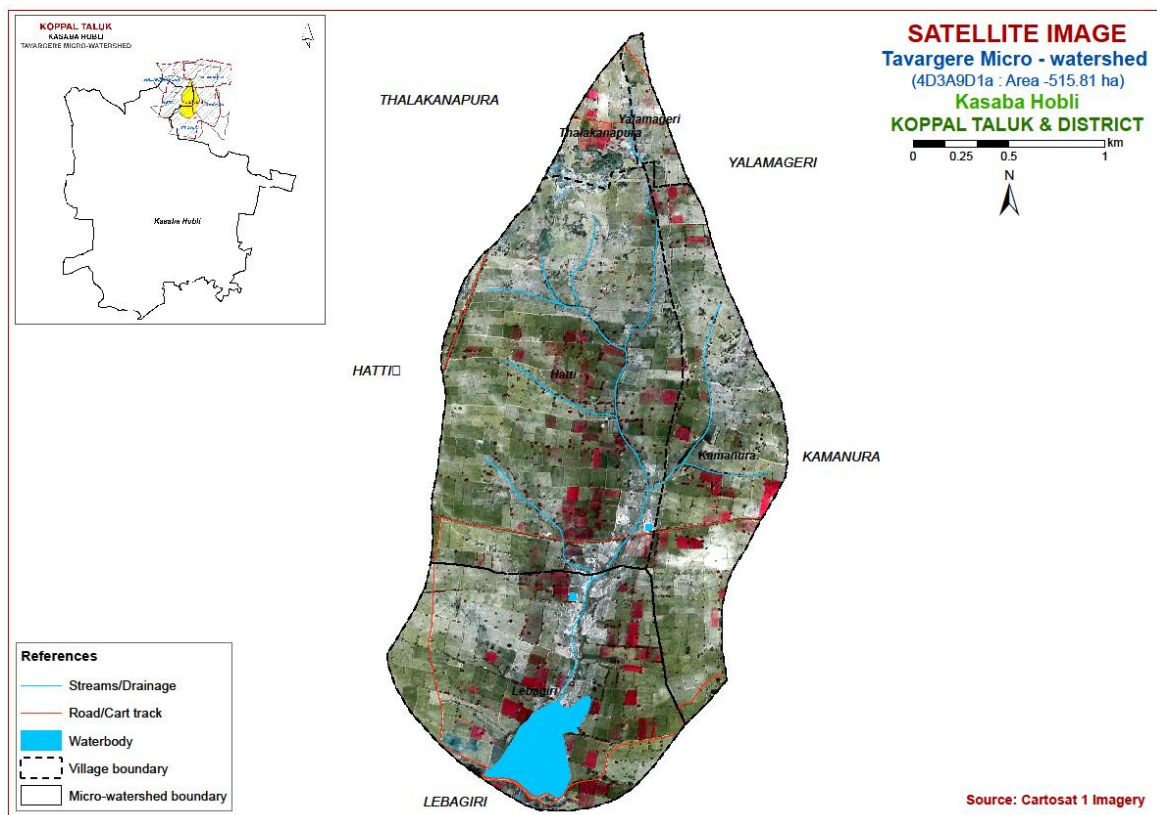 KOPPAL TALUK
KASABA HOBLI
TAVARGERE MICRO-WATERSHED
Kasaba Hobli
SATELLITE IMAGE
Tavargere Micro - watershed
(4D3A9D1a : Area -515.81 ha)
Kasaba Hobli
KOPPAL TALUK & DISTRICT
km
0 0.25 0.5 1
N
THALAKANAPURA
YALAMAGERI
Yalamageri
Thalakanapura
HATTI□
Hatti
Kamanura
KAMANURA
Lebagiri
LEBAGIRI
References
Streams/Drainage
Road/Cart track
Waterbody
Village boundary
Micro-watershed boundary
Source: Cartosat 1 Imagery